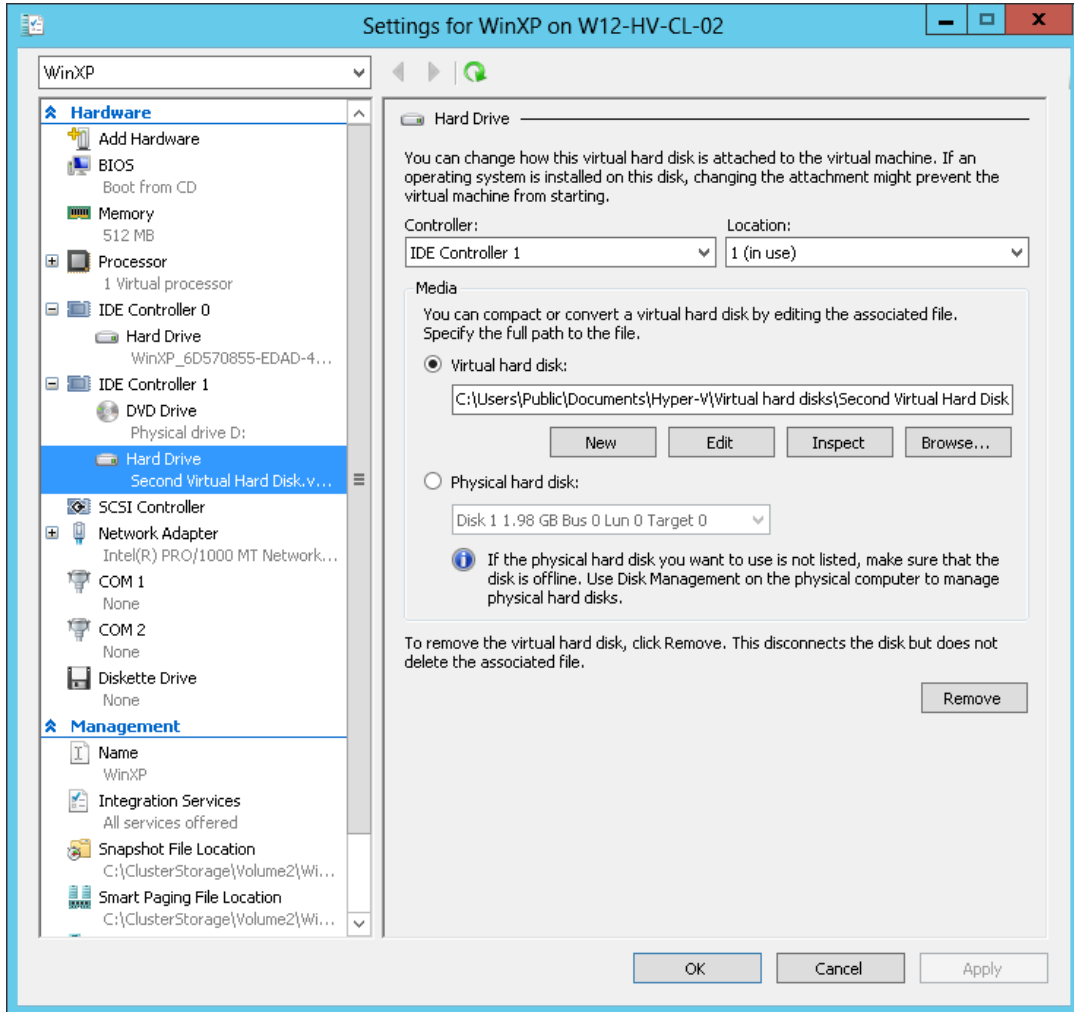 Settings for WinXP on W12-HV-CL-02
WinXP
Hardware
Add Hardware
BIOS
Boot from CD
Memory
512 MB
Processor
1 Virtual processor
IDE Controller 0
Hard Drive
WinXP_6D570855-EDAD-4...
IDE Controller 1
DVD Drive
Physical drive D:
Hard Drive
Second Virtual Hard Disk.v...
SCSI Controller
Network Adapter
Intel(R) PRO/1000 MT Network...
COM 1
None
COM 2
None
Diskette Drive
None
Management
Name
WinXP
Integration Services
All services offered
Snapshot File Location
C:\ClusterStorage\Volume2\Wi...
Smart Paging File Location
C:\ClusterStorage\Volume2\Wi...
Hard Drive
You can change how this virtual hard disk is attached to the virtual machine. If an
operating system is installed on this disk, changing the attachment might prevent the
virtual machine from starting.
Controller:
Location:
IDE Controller 1
1 (in use)
Media
You can compact or convert a virtual hard disk by editing the associated file.
Specify the full path to the file.
Virtual hard disk:
C:\Users\Public\Documents\Hyper-V\Virtual hard disks\Second Virtual Hard Disk
New
Edit
Inspect
Browse...
Physical hard disk:
Disk 1 1.98 GB Bus 0 Lun 0 Target 0
If the physical hard disk you want to use is not listed, make sure that the
disk is offline. Use Disk Management on the physical computer to manage
physical hard disks.
To remove the virtual hard disk, click Remove. This disconnects the disk but does not
delete the associated file.
Remove
OK
Cancel
Apply